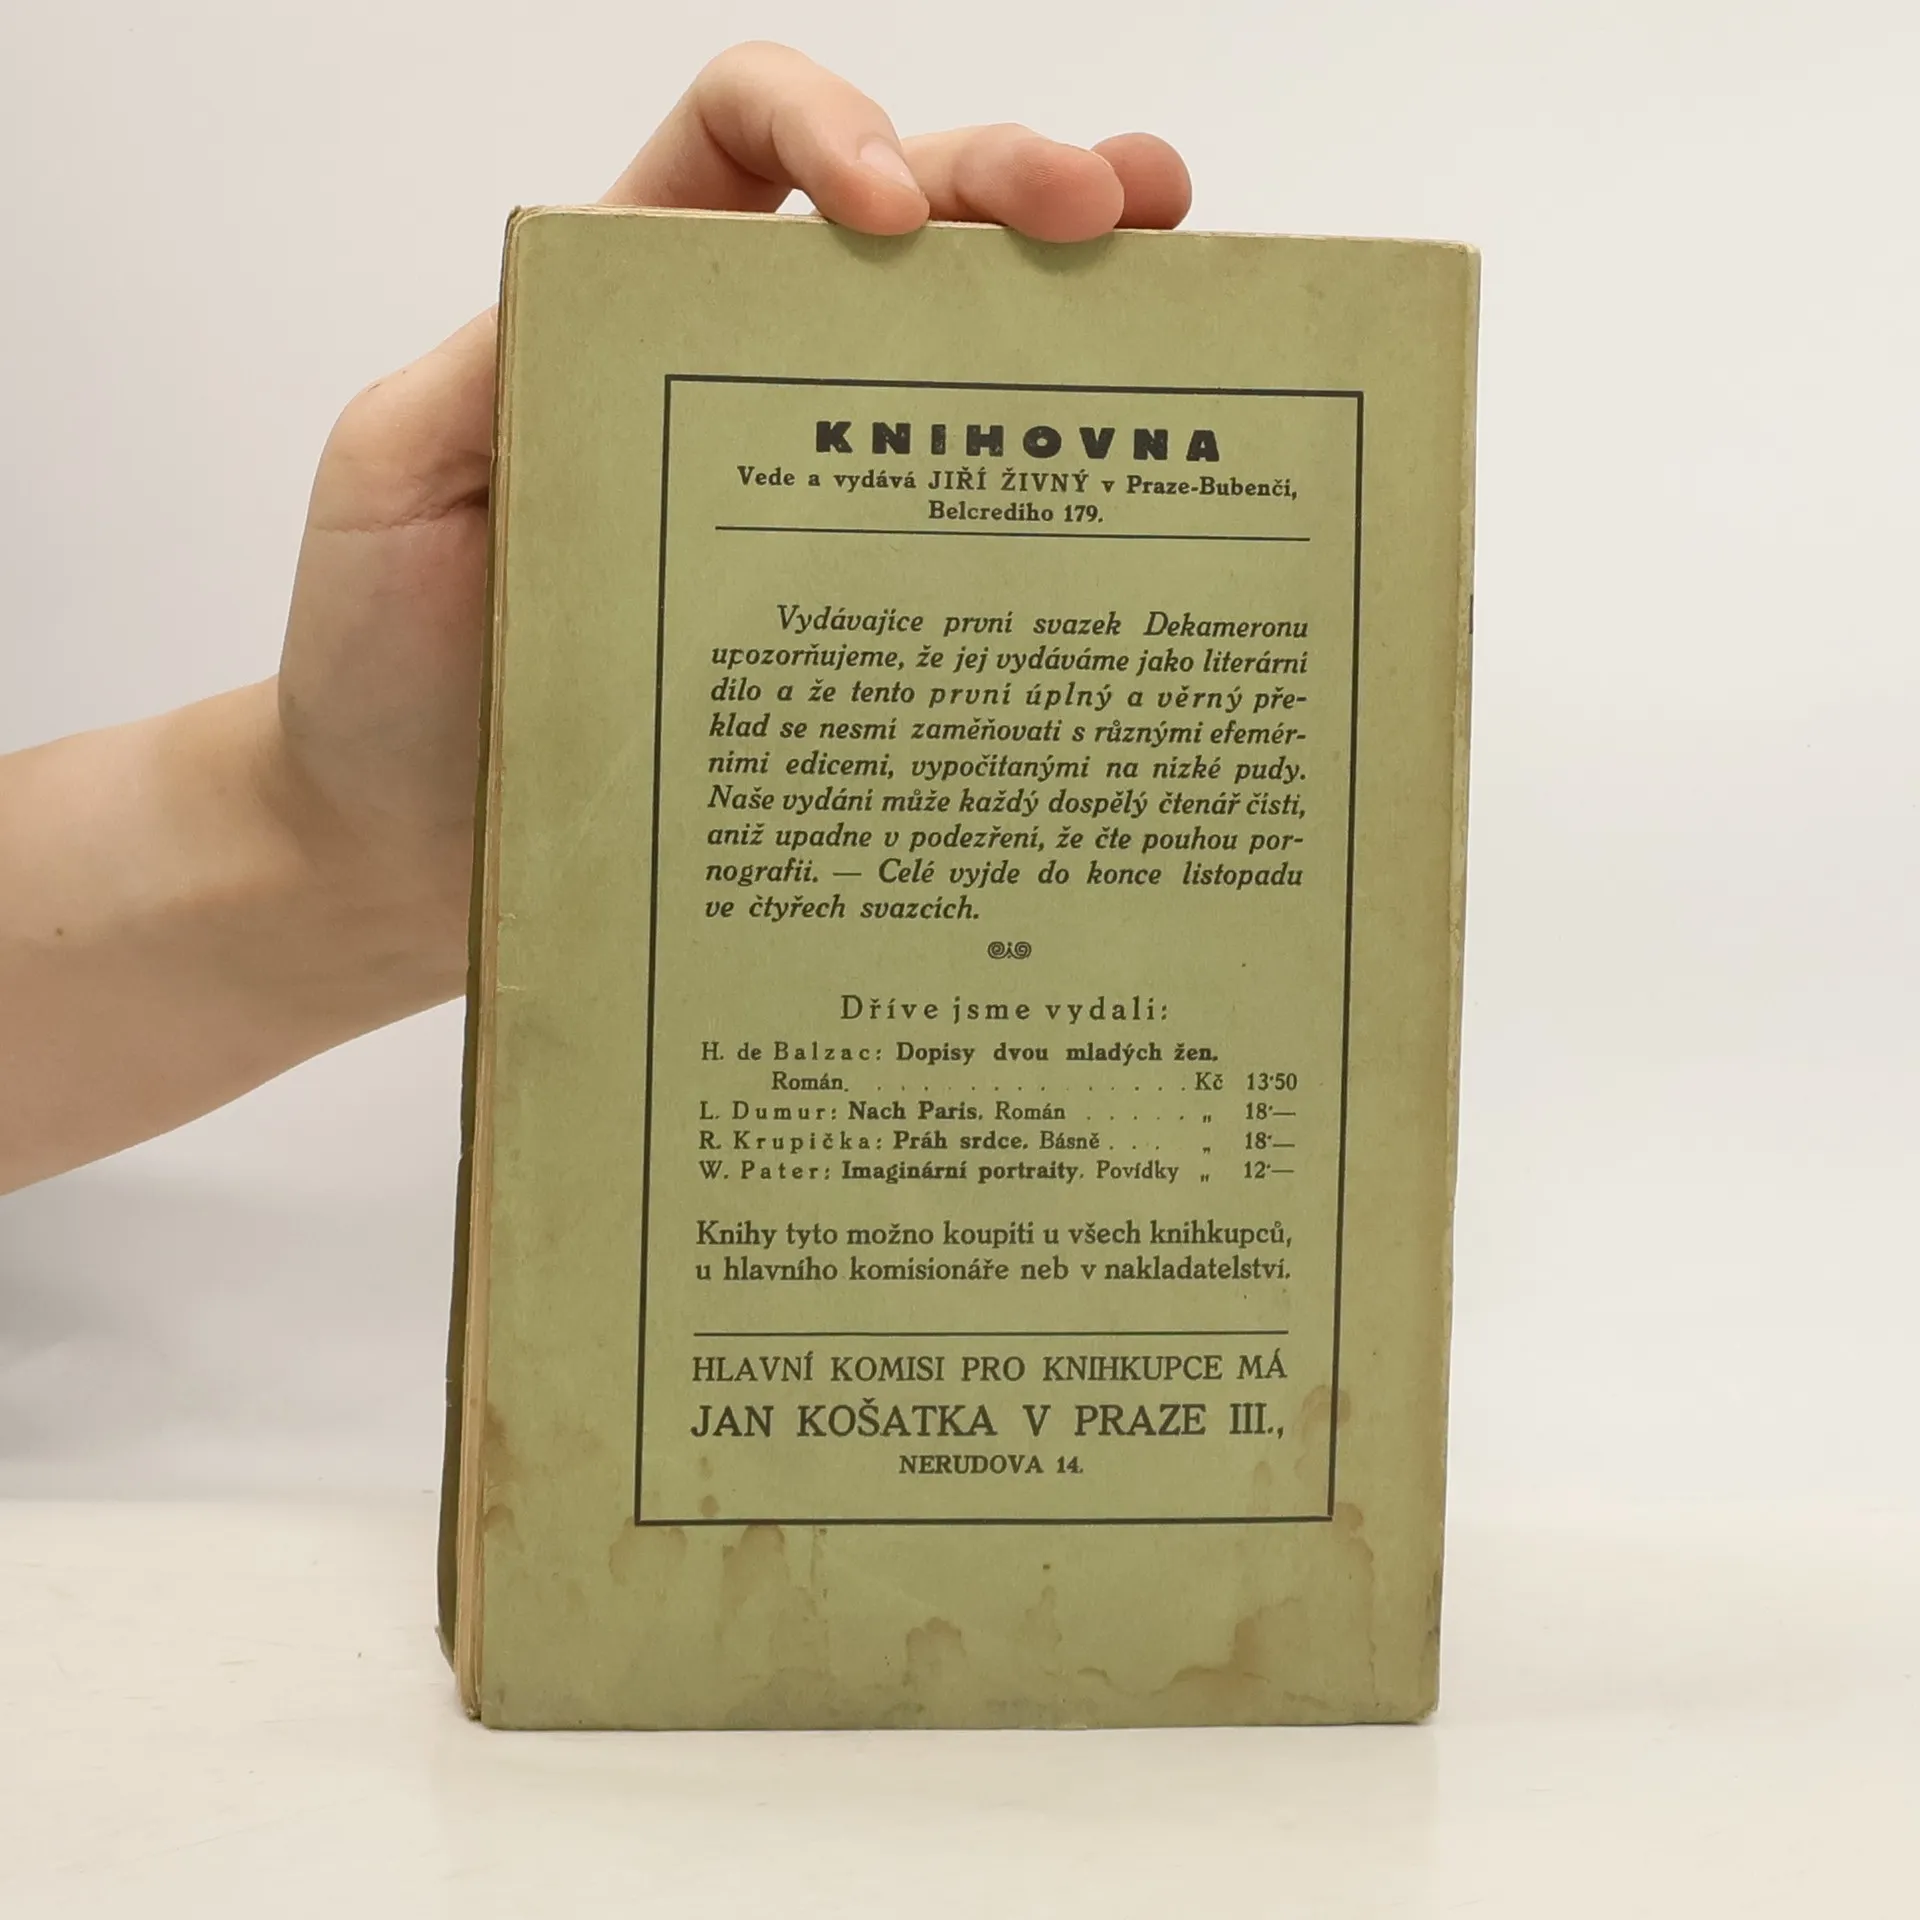 KNIHOVNA
Vede a vydává JIŘÍ ŽIVNÝ v Praze-Bubenči,
Belcrediho 179.
Vydávajíce první svazek Dekameronu
upozorňujeme, že jej vydáváme jako literární
dílo a že tento první úplný a věrný pře-
klad se nesmí zaměňovati s různými efemér-
ními edicemi, vypočítanými na nízké pudy.
Naše vydání může každý dospělý čtenář čísti,
aniž upadne v podezření, že čte pouhou por-
nografii. — Celé vyjde do konce listopadu
ve čtyřech svazcích.
Dříve jsme vydali:
H. de Balzac: Dopisy dvou mladých žen.
Román. . . . . . . . . . . . . . . Kč 13·50
L. Dumur: Nach Paris. Román . . . . . „ 18·—
R. Krupička: Práh srdce. Básně . . . „ 18·—
W. Pater: Imaginární portraity. Povídky „ 12·—
Knihy tyto možno koupiti u všech knihkupců,
u hlavního komisionáře neb v nakladatelství.
HLAVNÍ KOMISI PRO KNIHKUPCE MÁ
JAN KOŠATKA V PRAZE III.,
NERUDOVA 14.